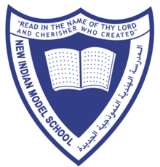 "READ IN THE NAME OF THY LORD
AND CHERISHER WHO CREATED"
NEW INDIAN MODEL SCHOOL
المدرسة الهندية النموذجية الجديدة